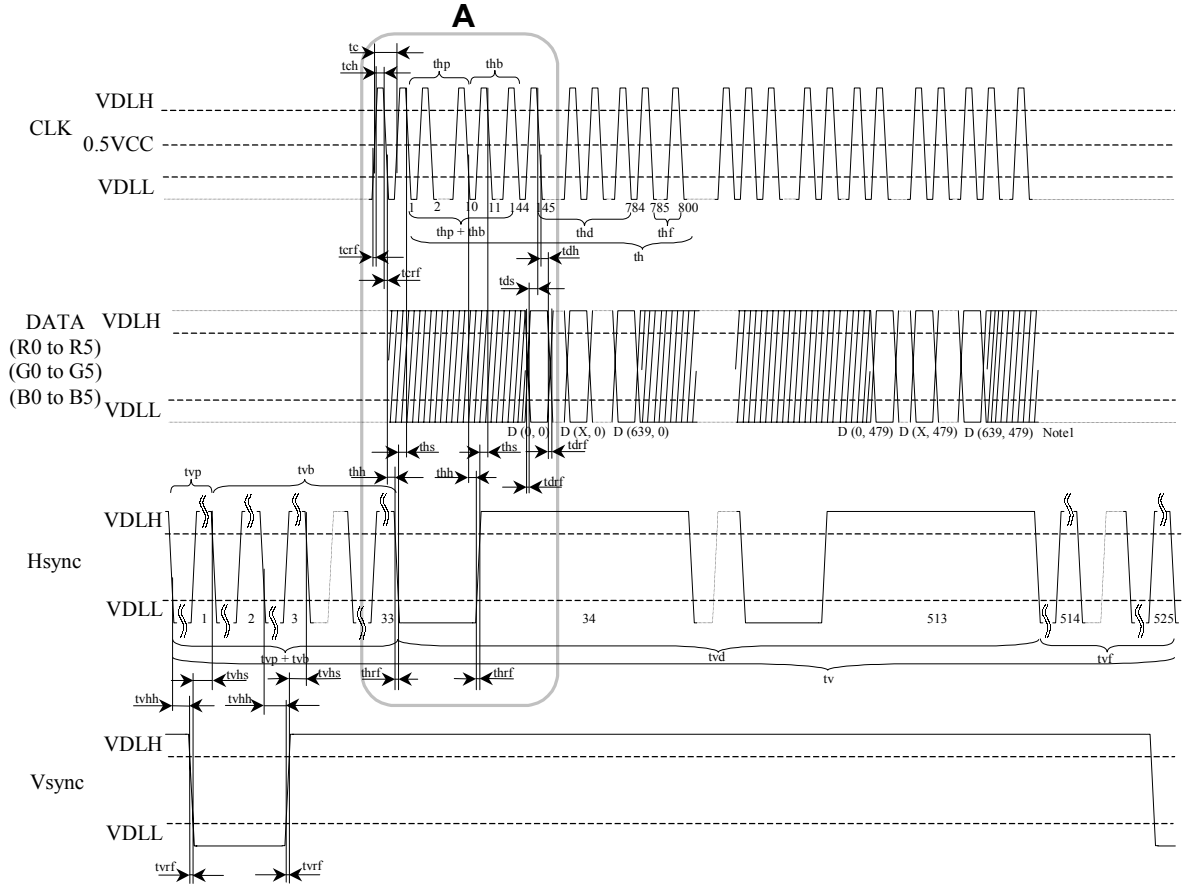 A
tc
tch
thp
thb
VDLH
CLK
0.5VCC
VDLL
1 2 10 11 144 145 784 785 800
thp + thb
thd
thf
th
tcrf
tcrf
tdh
tds
DATA
(R0 to R5)
(G0 to G5)
(B0 to B5)
VDLH
VDLL
D (0, 0) D (X, 0) D (639, 0) D (0, 479) D (X, 479) D (639, 479) Note1
tdrf
ths
ths
thh
thh
tdrf
tvp
tvb
VDLH
Hsync
VDLL
1 2 3 33 34 513 514 525
tvp + tvb
tvd
tvf
tv
tvhs
tvhs
thrf
thrf
tvhh
tvhh
VDLH
Vsync
VDLL
tvrf
tvrf